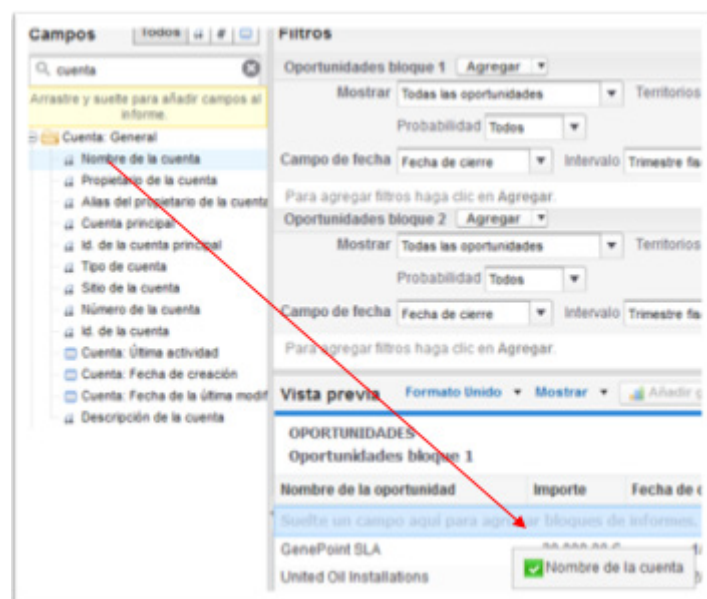 Campos
Todos
#
cuenta
Arrastre y suelte para añadir campos al
informe.
Cuenta: General
Nombre de la cuenta
Propietario de la cuenta
Alias del propietario de la cuenta
Cuenta principal
Id. de la cuenta principal
Tipo de cuenta
Sitio de la cuenta
Número de la cuenta
Id. de la cuenta
Cuenta: Última actividad
Cuenta: Fecha de creación
Cuenta: Fecha de la última modif
Descripción de la cuenta
Filtros
Oportunidades bloque 1 Agregar
Mostrar Todas las oportunidades Territorios
Probabilidad Todos
Campo de fecha Fecha de cierre Intervalo Trimestre fis
Para agregar filtros haga clic en Agregar.
Oportunidades bloque 2 Agregar
Mostrar Todas las oportunidades Territorios
Probabilidad Todos
Campo de fecha Fecha de cierre Intervalo Trimestre fis
Para agregar filtros haga clic en Agregar.
Vista previa Formato Unido Mostrar Añadir
OPORTUNIDADES
Oportunidades bloque 1
Nombre de la oportunidad Importe Fecha de
Suelte un campo aquí para agregar bloques de informes.
GenePoint SLA
Nombre de la cuenta
United Oil Installations